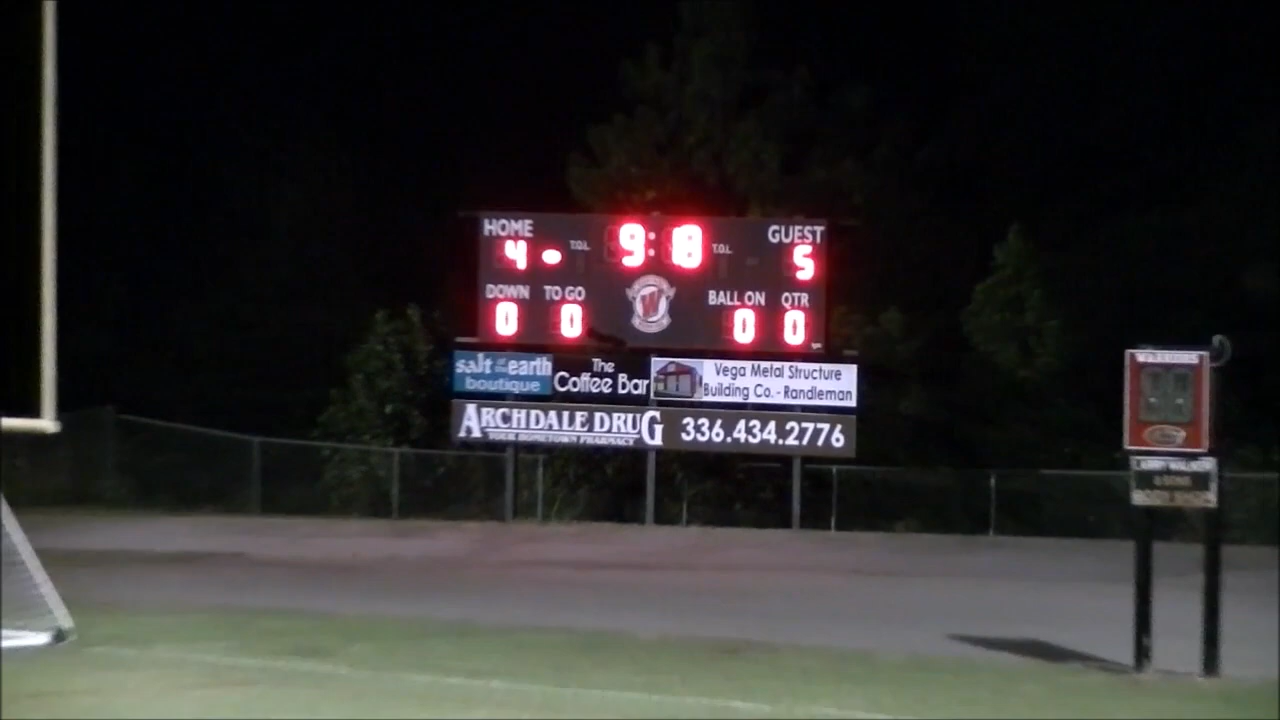 HOME 9:18 GUEST
4 T.O.L. T.O.L. 5
DOWN TO GO BALL ON QTR
0 0 W 0 0
salt of the earth boutique
The Coffee Bar
Vega Metal Structure
Building Co. - Randleman
ARCHDALE DRUG 336.434.2776
YOUR HOMETOWN PHARMACY